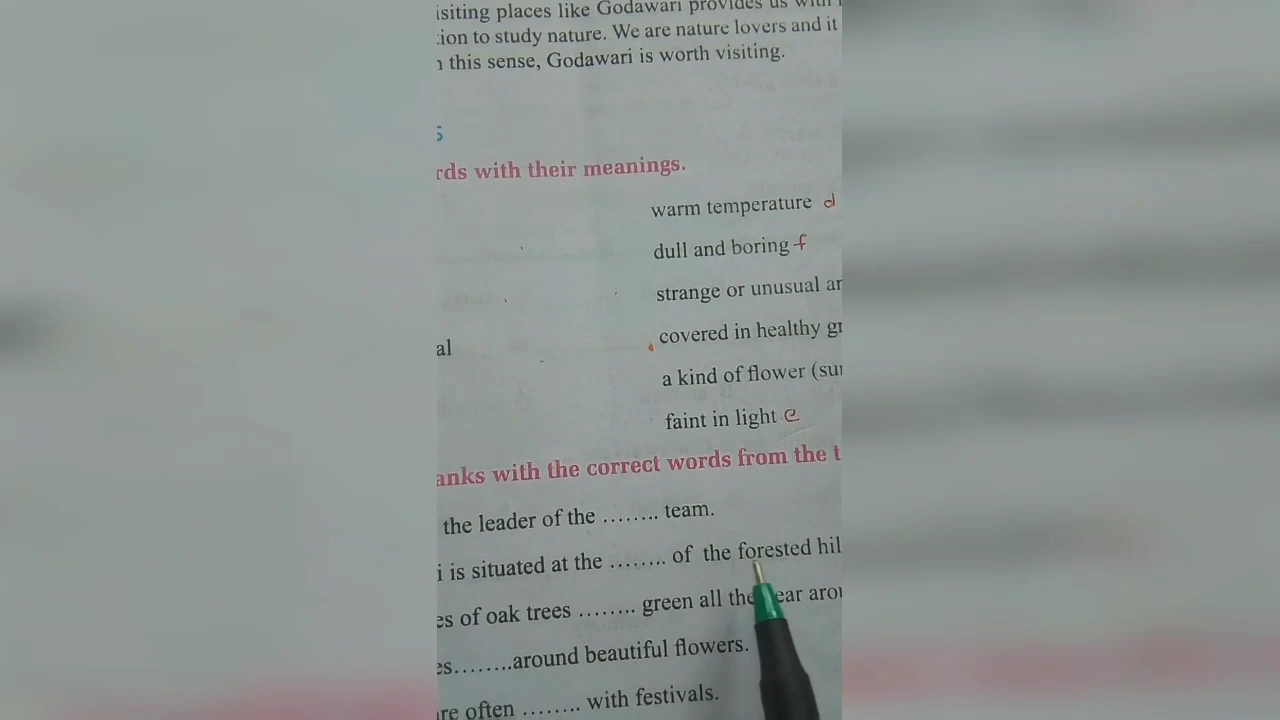 isiting places like Godawari provides us with
tion to study nature. We are nature lovers and it
this sense, Godawari is worth visiting.
5
rds with their meanings.
warm temperature d
dull and boring f
strange or unusual ar
al
covered in healthy gr
a kind of flower (sun
faint in light e
anks with the correct words from the t
the leader of the ........ team.
i is situated at the ........ of the forested hil
es of oak trees ........ green all the year arou
es........around beautiful flowers.
re often ........ with festivals.